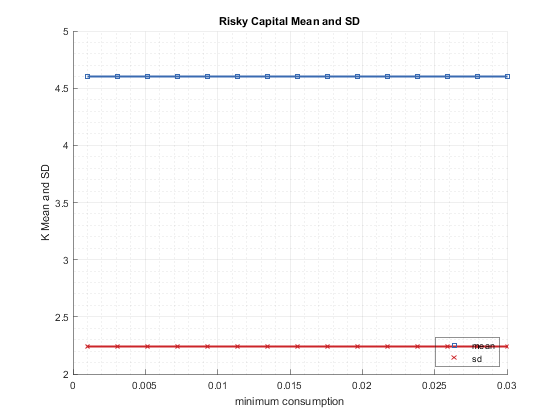 Risky Capital Mean and SD
5
4.5
4
3.5
3
2.5
2
K Mean and SD
0
0.005
0.01
0.015
0.02
0.025
0.03
minimum consumption
mean
sd